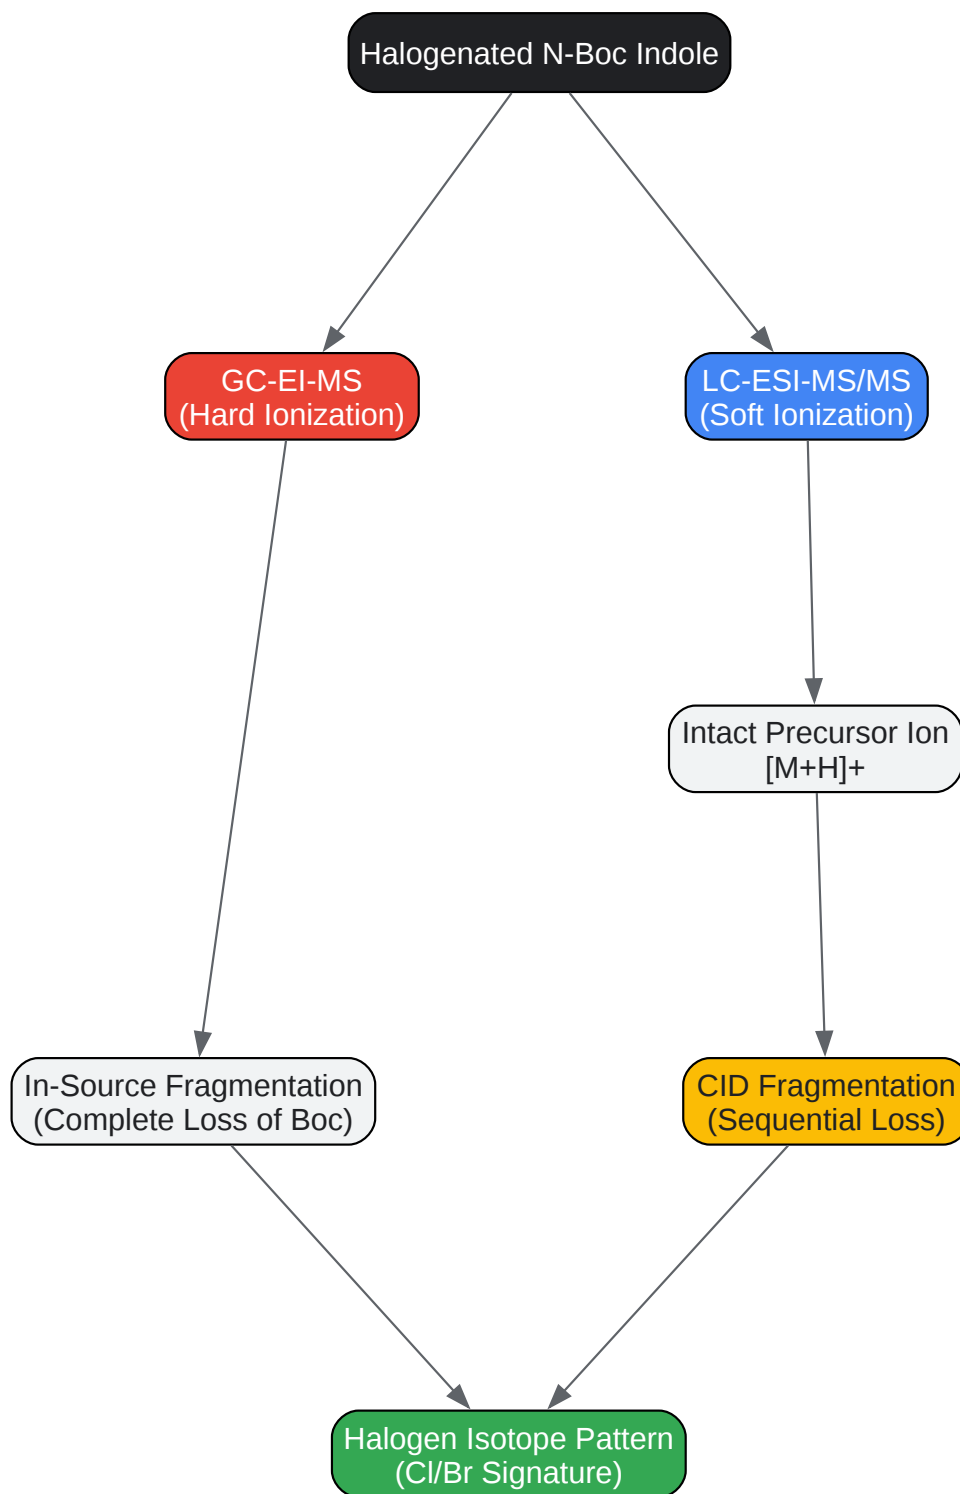 Halogenated N-Boc Indole
GC-EI-MS
(Hard Ionization)
LC-ESI-MS/MS
(Soft Ionization)
Intact Precursor Ion
[M+H]+
In-Source Fragmentation
(Complete Loss of Boc)
CID Fragmentation
(Sequential Loss)
Halogen Isotope Pattern
(Cl/Br Signature)